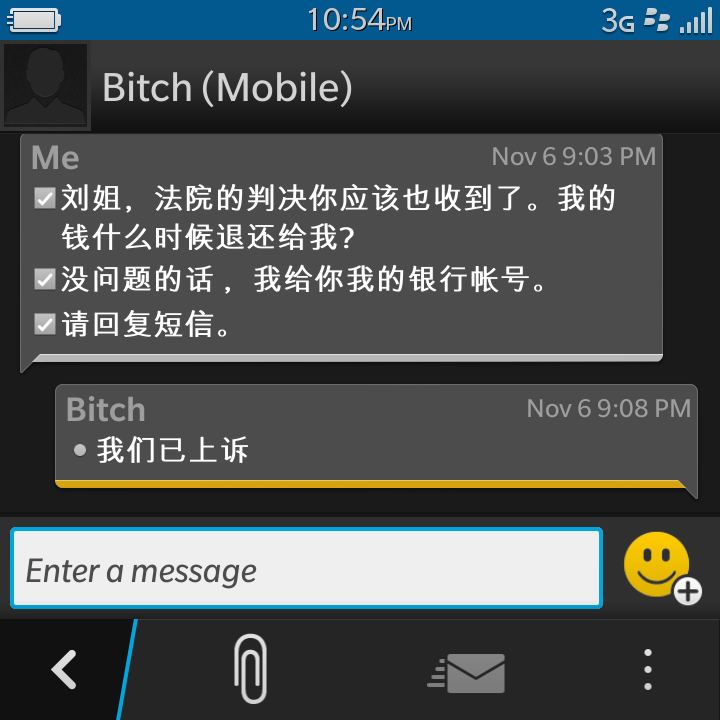 10:54PM
3G
Bitch (Mobile)
Me
Nov 6 9:03 PM
刘姐，法院的判决你应该也收到了。我的
钱什么时候退还给我?
没问题的话，我给你我的银行帐号。
请回复短信。
Bitch
Nov 6 9:08 PM
我们已上诉
Enter a message